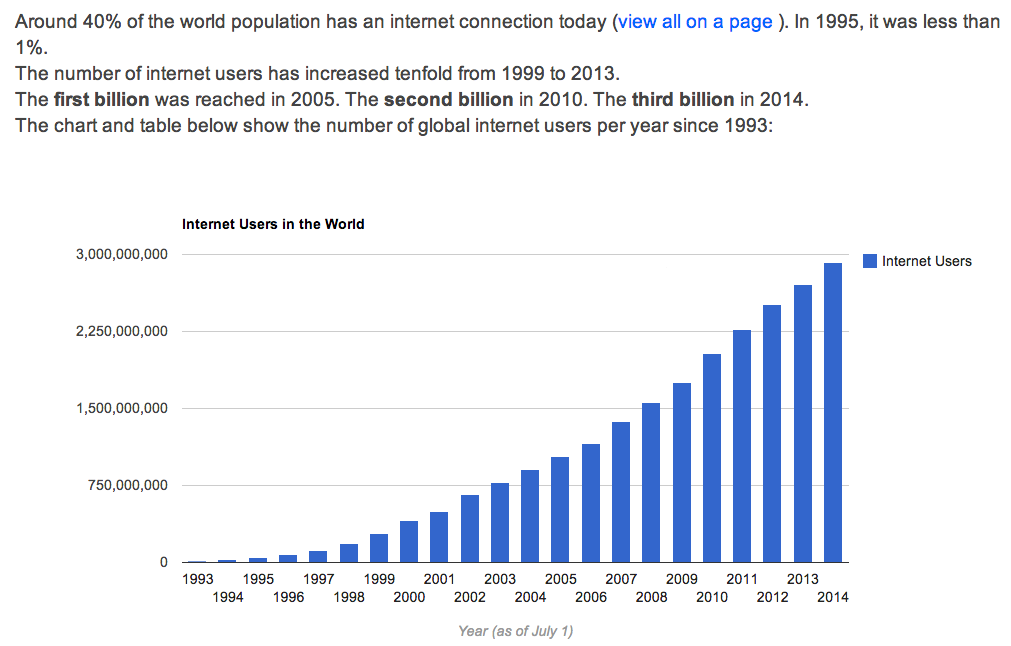 Around 40% of the world population has an internet connection today (view all on a page ). In 1995, it was less than
1%.
The number of internet users has increased tenfold from 1999 to 2013.
The first billion was reached in 2005. The second billion in 2010. The third billion in 2014.
The chart and table below show the number of global internet users per year since 1993:
Internet Users in the World
3,000,000,000
Internet Users
2,250,000,000
1,500,000,000
750,000,000
0
1993 1995 1997 1999 2001 2003 2005 2007 2009 2011 2013
1994 1996 1998 2000 2002 2004 2006 2008 2010 2012 2014
Year (as of July 1)